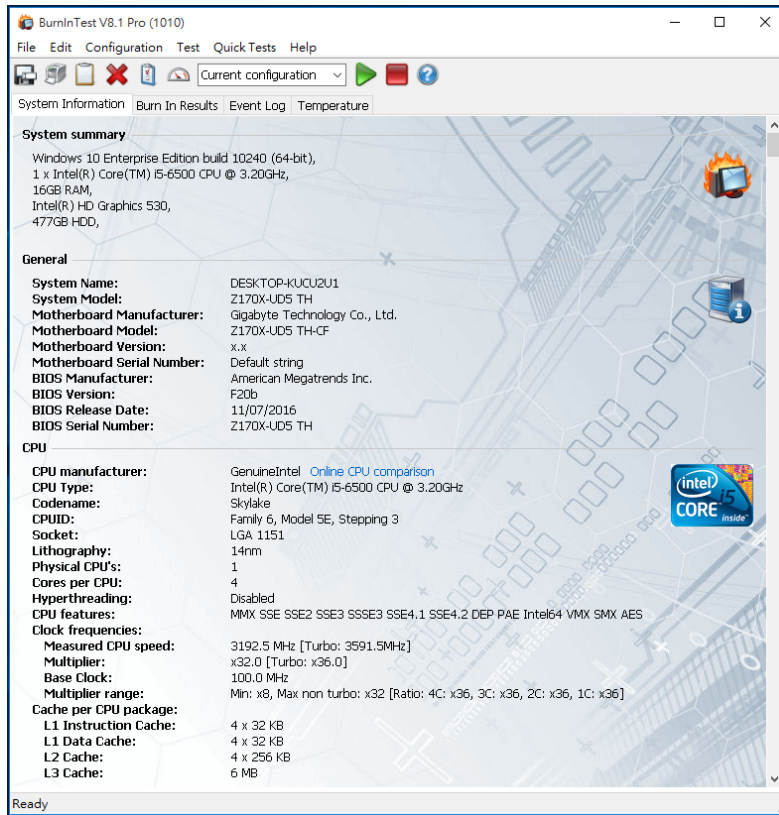 BurnInTest V8.1 Pro (1010)
File Edit Configuration Test Quick Tests Help
Current configuration
System Information Burn In Results Event Log Temperature
System summary
Windows 10 Enterprise Edition build 10240 (64-bit),
1 x Intel(R) Core(TM) i5-6500 CPU @ 3.20GHz,
16GB RAM,
Intel(R) HD Graphics 530,
477GB HDD,
General
System Name: DESKTOP-KUCU2U1
System Model: Z170X-UD5 TH
Motherboard Manufacturer: Gigabyte Technology Co., Ltd.
Motherboard Model: Z170X-UD5 TH-CF
Motherboard Version: x.x
Motherboard Serial Number: Default string
BIOS Manufacturer: American Megatrends Inc.
BIOS Version: F20b
BIOS Release Date: 11/07/2016
BIOS Serial Number: Z170X-UD5 TH
CPU
CPU manufacturer: GenuineIntel Online CPU comparison
CPU Type: Intel(R) Core(TM) i5-6500 CPU @ 3.20GHz
Codename: Skylake
CPUID: Family 6, Model 5E, Stepping 3
Socket: LGA 1151
Lithography: 14nm
Physical CPU's: 1
Cores per CPU: 4
Hyperthreading: Disabled
CPU features: MMX SSE SSE2 SSE3 SSSE3 SSE4.1 SSE4.2 DEP PAE Intel64 VMX SMX AES
Clock frequencies:
Measured CPU speed: 3192.5 MHz [Turbo: 3591.5MHz]
Multiplier: x32.0 [Turbo: x36.0]
Base Clock: 100.0 MHz
Multiplier range: Min: x8, Max non turbo: x32 [Ratio: 4C: x36, 3C: x36, 2C: x36, 1C: x36]
Cache per CPU package:
L1 Instruction Cache: 4 x 32 KB
L1 Data Cache: 4 x 32 KB
L2 Cache: 4 x 256 KB
L3 Cache: 6 MB
(intel)
i5
CORE inside™
Ready